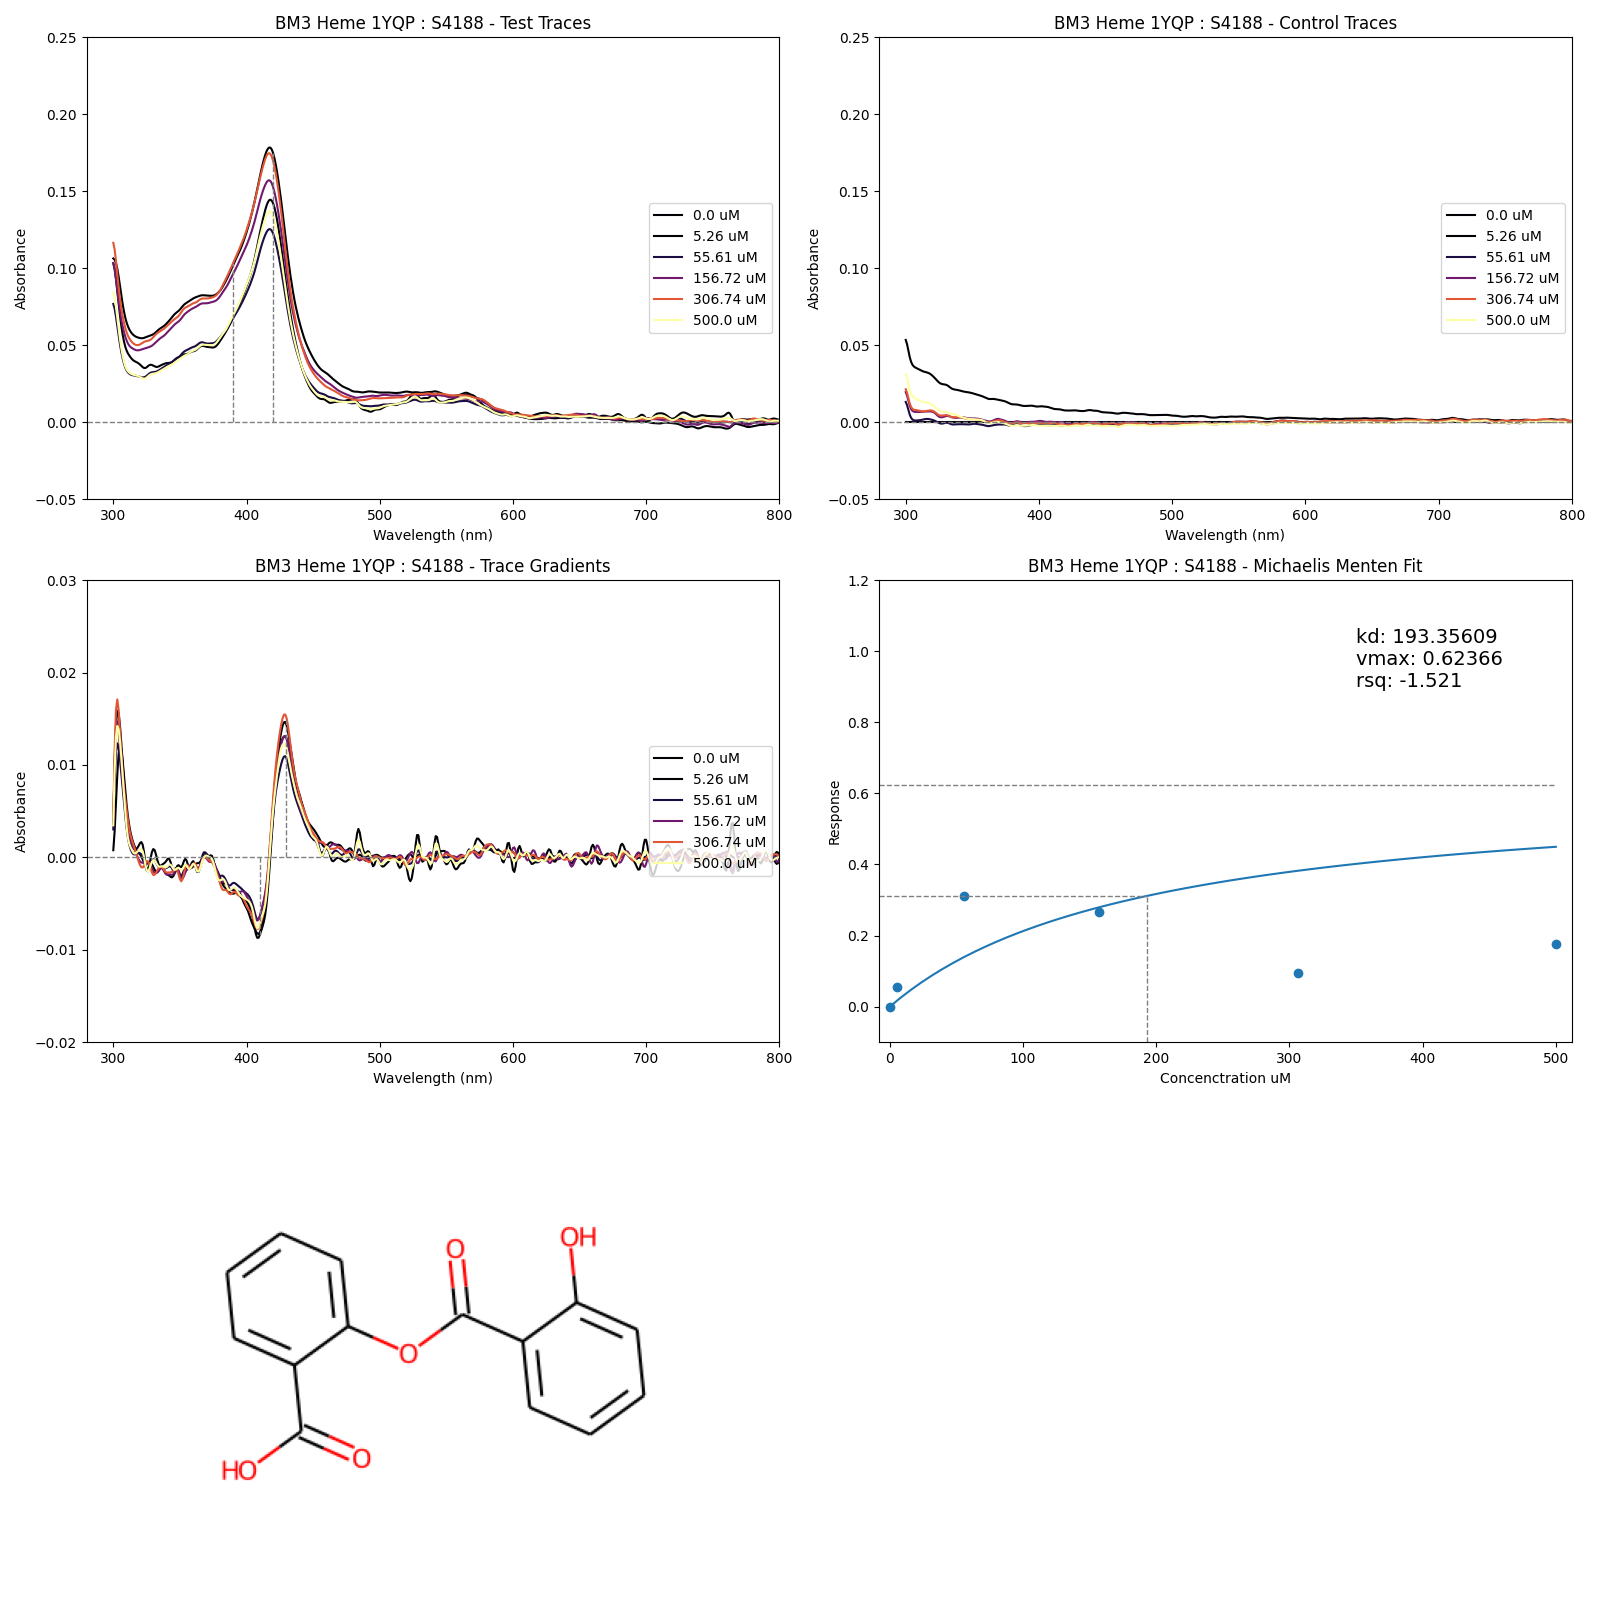 BM3 Heme 1YQP : S4188 - Test Traces
0.25
0.20
0.15
0.10
0.05
0.00
−0.05
Absorbance
300
400
500
600
700
800
Wavelength (nm)
0.0 uM
5.26 uM
55.61 uM
156.72 uM
306.74 uM
500.0 uM
BM3 Heme 1YQP : S4188 - Control Traces
0.25
0.20
0.15
0.10
0.05
0.00
−0.05
Absorbance
300
400
500
600
700
800
Wavelength (nm)
0.0 uM
5.26 uM
55.61 uM
156.72 uM
306.74 uM
500.0 uM
BM3 Heme 1YQP : S4188 - Trace Gradients
0.03
0.02
0.01
0.00
−0.01
−0.02
Absorbance
300
400
500
600
700
800
Wavelength (nm)
0.0 uM
5.26 uM
55.61 uM
156.72 uM
306.74 uM
500.0 uM
BM3 Heme 1YQP : S4188 - Michaelis Menten Fit
1.2
1.0
0.8
0.6
0.4
0.2
0.0
Response
kd: 193.35609
vmax: 0.62366
rsq: -1.521
0
100
200
300
400
500
Concenctration uM
O
OH
O
HO
O